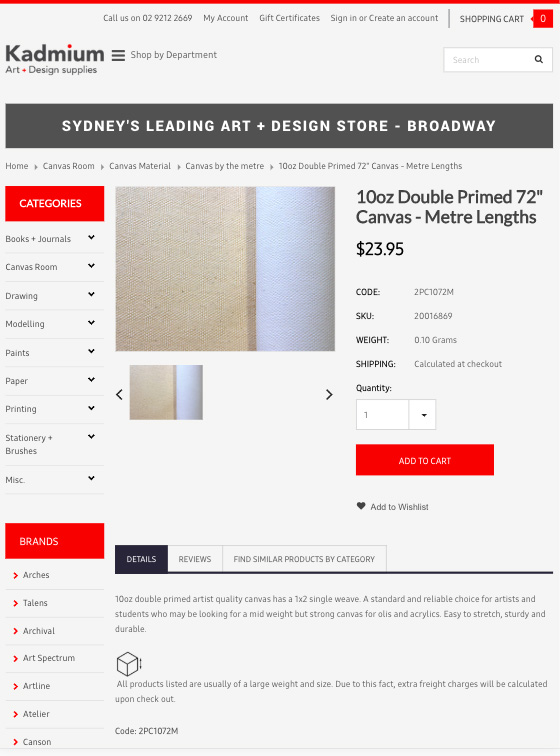 Call us on 02 9212 2669 My Account Gift Certificates Sign in or Create an account SHOPPING CART 0
Kadmium
Art + Design supplies
Shop by Department
Search
SYDNEY'S LEADING ART + DESIGN STORE - BROADWAY
Home Canvas Room Canvas Material Canvas by the metre 10oz Double Primed 72" Canvas - Metre Lengths
CATEGORIES
Books + Journals
Canvas Room
Drawing
Modelling
Paints
Paper
Printing
Stationery +
Brushes
Misc.
BRANDS
Arches
Talens
Archival
Art Spectrum
Artline
Atelier
Canson
10oz Double Primed 72"
Canvas - Metre Lengths
$23.95
CODE: 2PC1072M
SKU: 20016869
WEIGHT: 0.10 Grams
SHIPPING: Calculated at checkout
Quantity:
1
ADD TO CART
Add to Wishlist
DETAILS REVIEWS FIND SIMILAR PRODUCTS BY CATEGORY
10oz double primed artist quality canvas has a 1x2 single weave. A standard and reliable choice for artists and
students who may be looking for a mid weight but strong canvas for olis and acrylics. Easy to stretch, sturdy and
durable.
All products listed are usually of a large weight and size. Due to this fact, extra freight charges will be calculated
upon check out.
Code: 2PC1072M